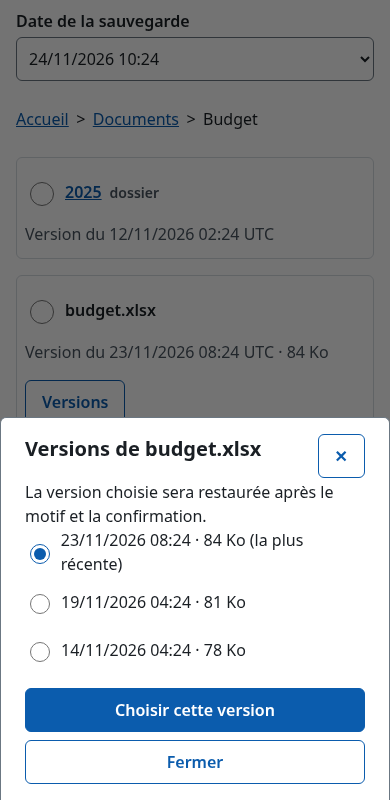 Date de la sauvegarde
24/11/2026 10:24
Accueil > Documents > Budget
2025 dossier
Version du 12/11/2026 02:24 UTC
budget.xlsx
Version du 23/11/2026 08:24 UTC · 84 Ko
Versions
Versions de budget.xlsx
×
La version choisie sera restaurée après le
motif et la confirmation.
23/11/2026 08:24 · 84 Ko (la plus
récente)
19/11/2026 04:24 · 81 Ko
14/11/2026 04:24 · 78 Ko
Choisir cette version
Fermer